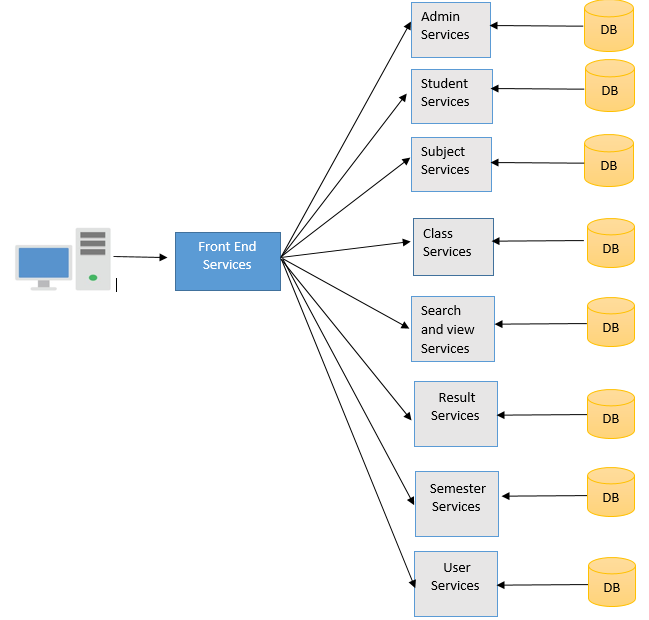 Admin
Services
DB
Student
Services
DB
Subject
Services
DB
Front End
Services
Class
Services
DB
Search
and view
Services
DB
Result
Services
DB
Semester
Services
DB
User
Services
DB